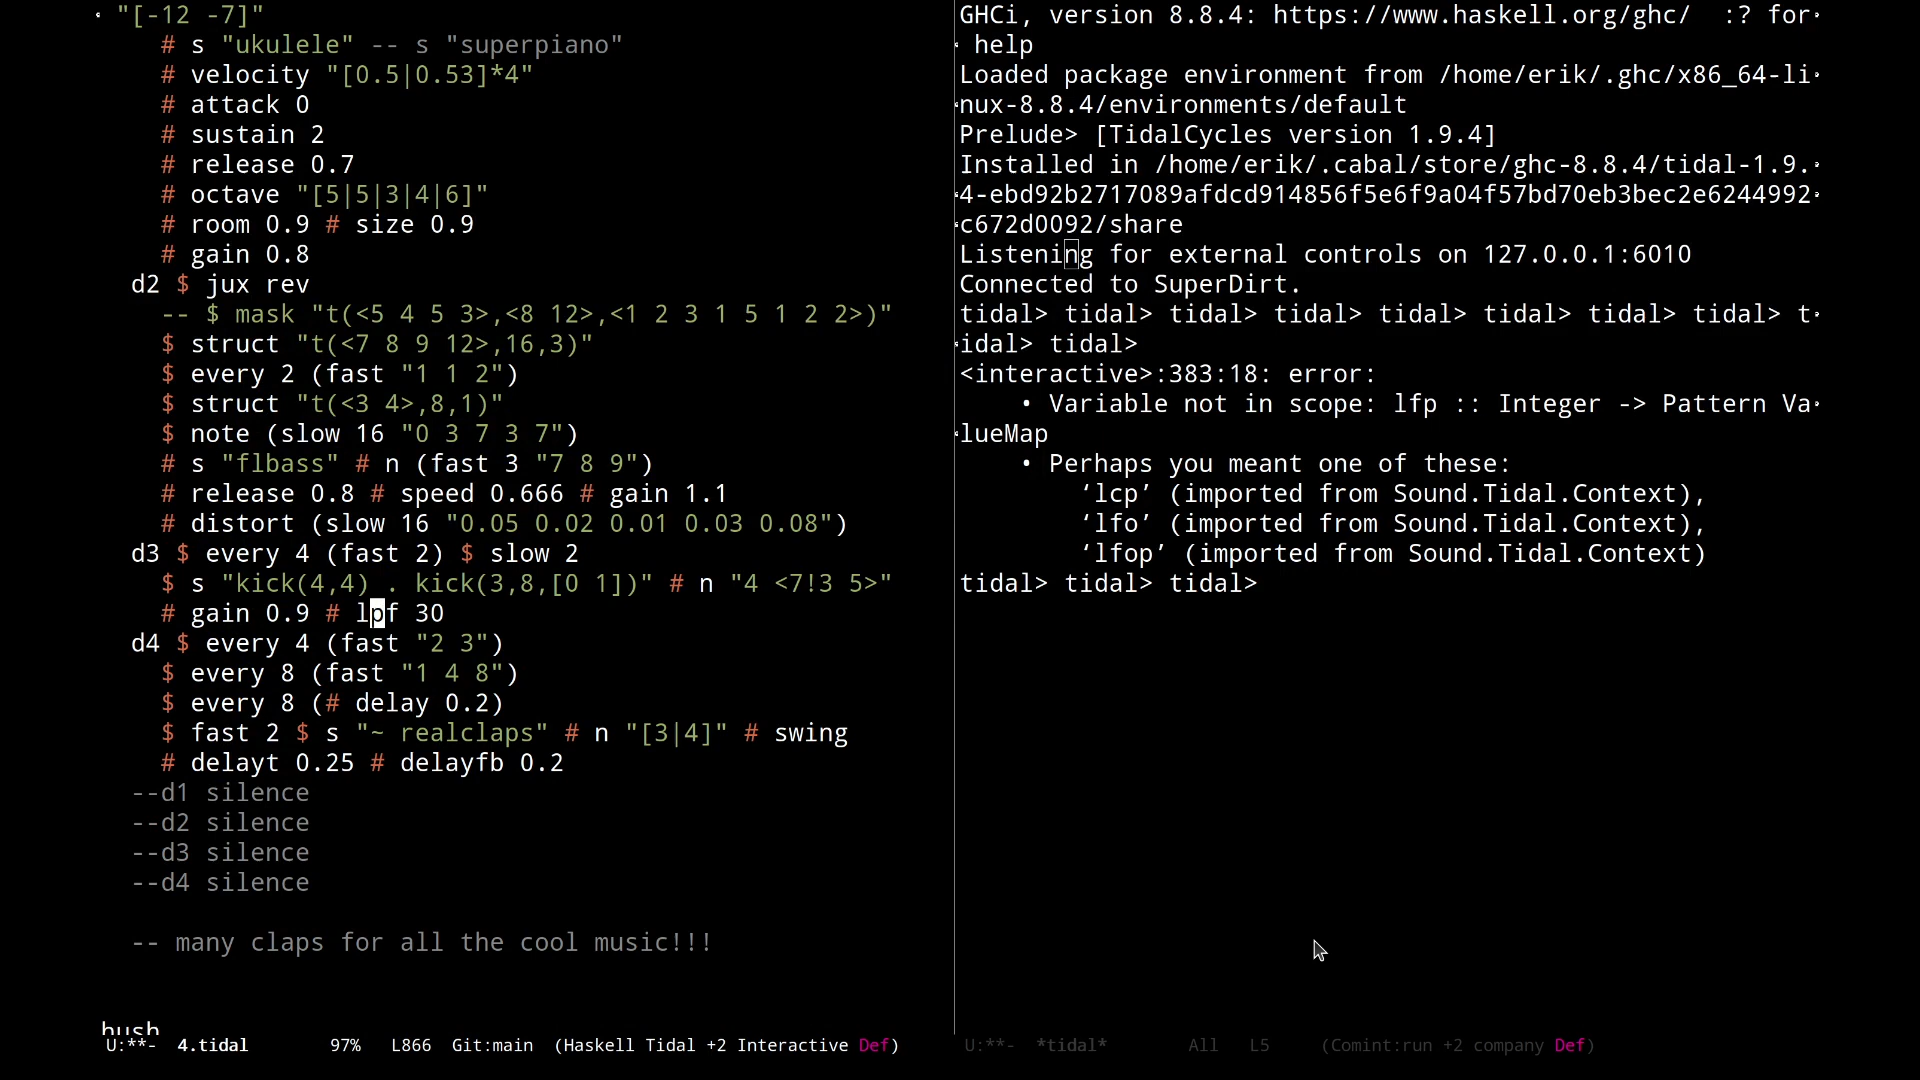 "[-12 -7]"
# s "ukulele" -- s "superpiano"
# velocity "[0.5|0.53]*4"
# attack 0
# sustain 2
# release 0.7
# octave "[5|5|3|4|6]"
# room 0.9 # size 0.9
# gain 0.8
d2 $ jux rev
-- $ mask "t(<5 4 5 3>,<8 12>,<1 2 3 1 5 1 2 2>)"
$ struct "t(<7 8 9 12>,16,3)"
$ every 2 (fast "1 1 2")
$ struct "t(<3 4>,8,1)"
$ note (slow 16 "0 3 7 3 7")
# s "flbass" # n (fast 3 "7 8 9")
# release 0.8 # speed 0.666 # gain 1.1
# distort (slow 16 "0.05 0.02 0.01 0.03 0.08")
d3 $ every 4 (fast 2) $ slow 2
$ s "kick(4,4) . kick(3,8,[0 1])" # n "4 <7!3 5>"
# gain 0.9 # lpf 30
d4 $ every 4 (fast "2 3")
$ every 8 (fast "1 4 8")
$ every 8 (# delay 0.2)
$ fast 2 $ s "~ realclaps" # n "[3|4]" # swing
# delayt 0.25 # delayfb 0.2
--d1 silence
--d2 silence
--d3 silence
--d4 silence
-- many claps for all the cool music!!!
hush
U:**-  4.tidal       97%   L866  Git:main  (Haskell Tidal +2 Interactive Def)
GHCi, version 8.8.4: https://www.haskell.org/ghc/  :? for
help
Loaded package environment from /home/erik/.ghc/x86_64-li
nux-8.8.4/environments/default
Prelude> [TidalCycles version 1.9.4]
Installed in /home/erik/.cabal/store/ghc-8.8.4/tidal-1.9.
4-ebd92b2717089afdcd914856f5e6f9a04f57bd70eb3bec2e6244992
c672d0092/share
Listening for external controls on 127.0.0.1:6010
Connected to SuperDirt.
tidal> tidal> tidal> tidal> tidal> tidal> tidal> tidal> t
idal> tidal>
<interactive>:383:18: error:
• Variable not in scope: lfp :: Integer -> Pattern Va
lueMap
• Perhaps you meant one of these:
‘lcp’ (imported from Sound.Tidal.Context),
‘lfo’ (imported from Sound.Tidal.Context),
‘lfop’ (imported from Sound.Tidal.Context)
tidal> tidal> tidal>
U:**-  *tidal*        All   L5     (Comint:run +2 company Def)